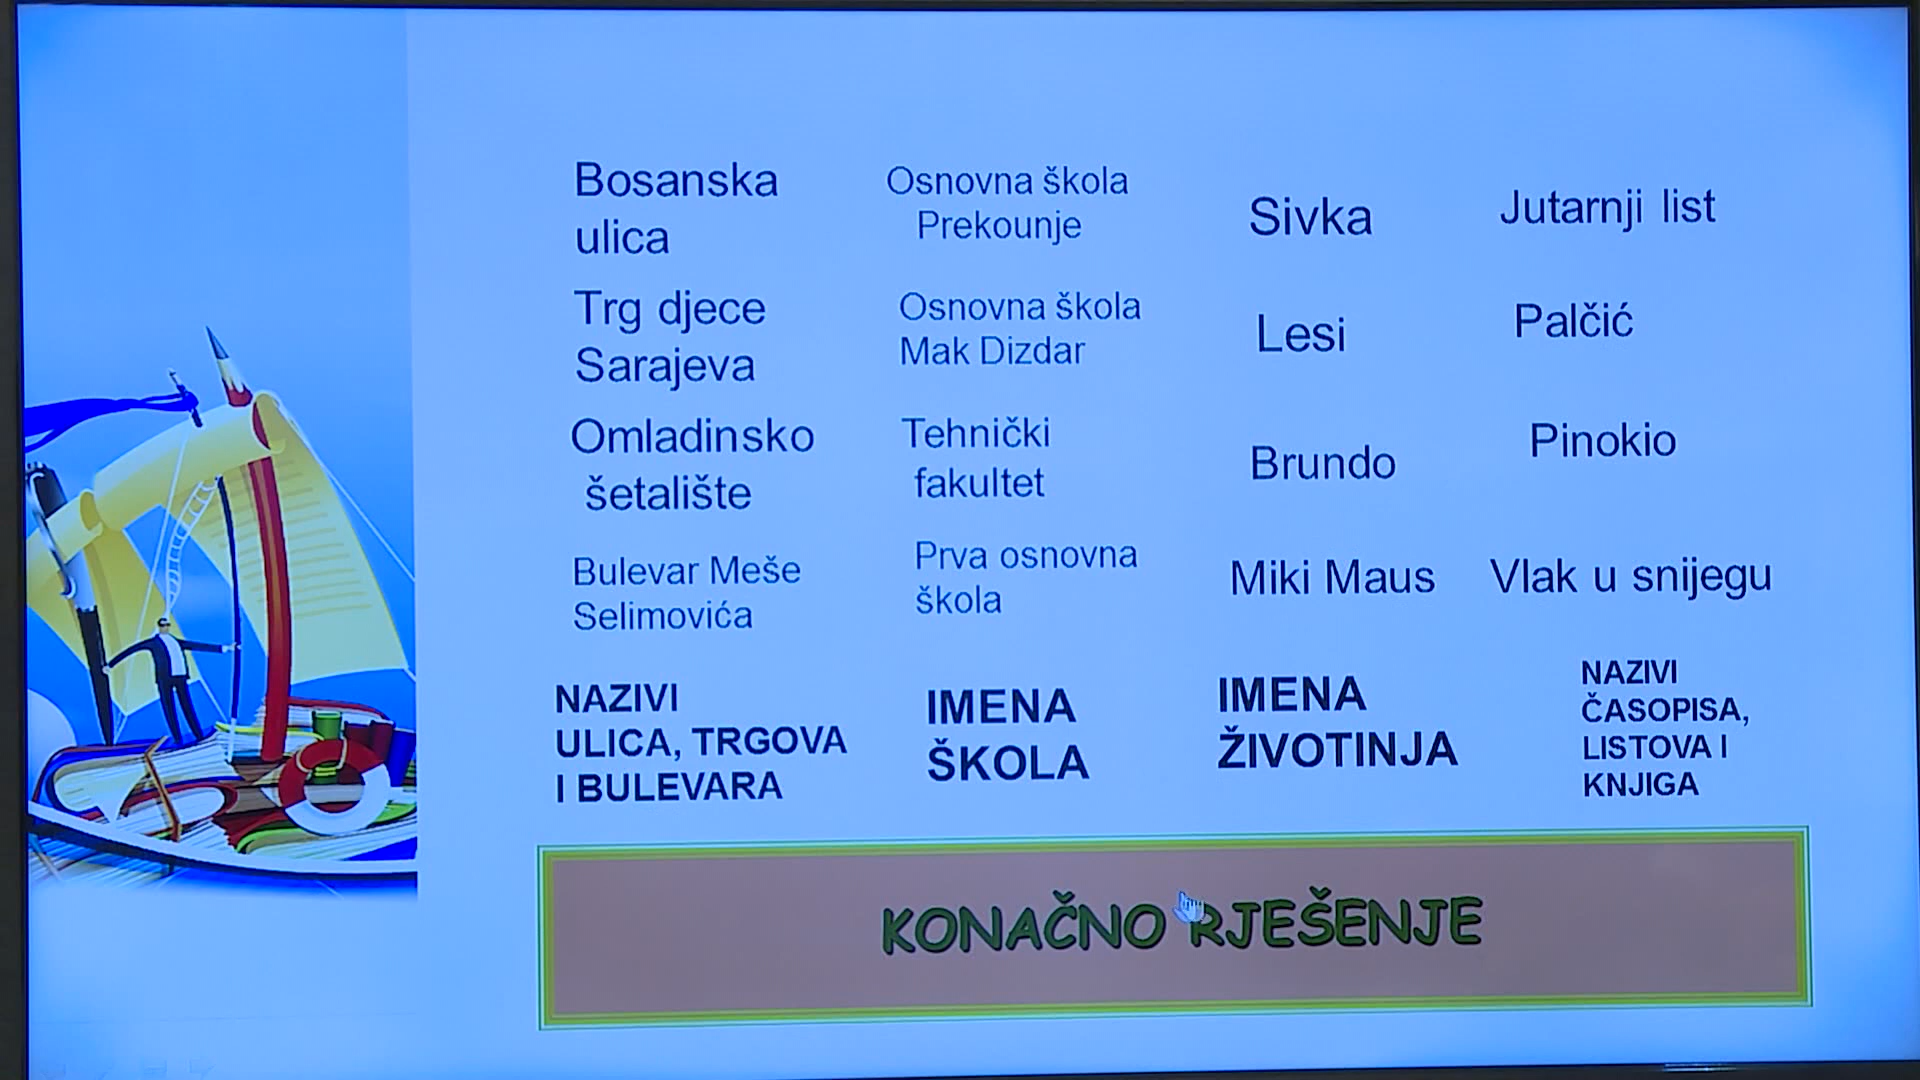 Bosanska
ulica
Trg djece
Sarajeva
Omladinsko
šetalište
Bulevar Meše
Selimovića
NAZIVI
ULICA, TRGOVA
I BULEVARA
Osnovna škola
Prekounje
Osnovna škola
Mak Dizdar
Tehnički
fakultet
Prva osnovna
škola
IMENA
ŠKOLA
Sivka
Lesi
Brundo
Miki Maus
IMENA
ŽIVOTINJA
Jutarnji list
Palčić
Pinokio
Vlak u snijegu
NAZIVI
ČASOPISA,
LISTOVA I
KNJIGA
KONAČNO RJEŠENJE